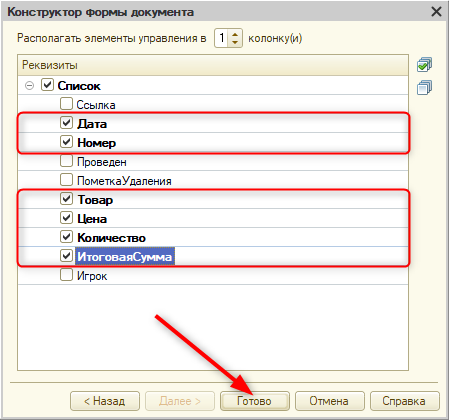 Конструктор формы документа
Располагать элементы управления в 1 колонку(и)
Реквизиты
Список
Ссылка
Дата
Номер
Проведен
ПометкаУдаления
Товар
Цена
Количество
ИтоговаяСумма
Игрок
< Назад Далее > Готово Отмена Справка